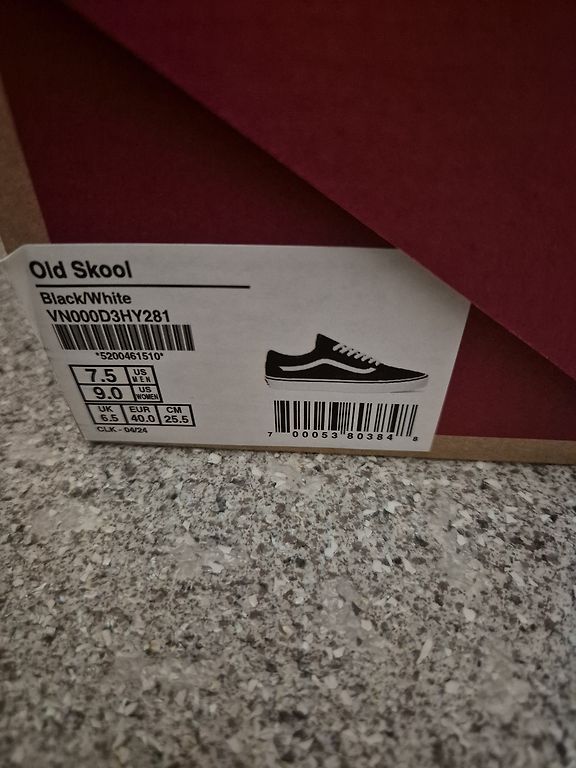 Old Skool
Black/White
VN000D3HY281
*5200461510*
7.5 US MEN
9.0 US WOMEN
UK 6.5 EUR 40.0 CM 25.5
CLK - 04/24
7 00053 80384 8